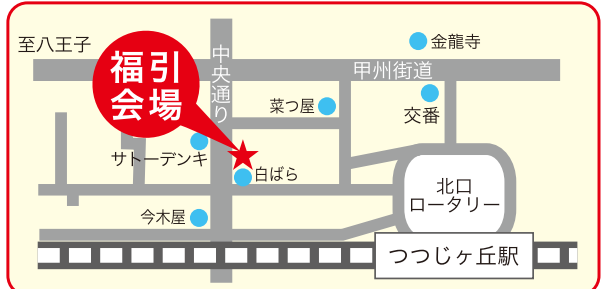 至八王子
福引
会場
中央通り
金龍寺
甲州街道
菜つ屋
交番
サトーデンキ
白ばら
北口
ロータリー
今木屋
つつじヶ丘駅